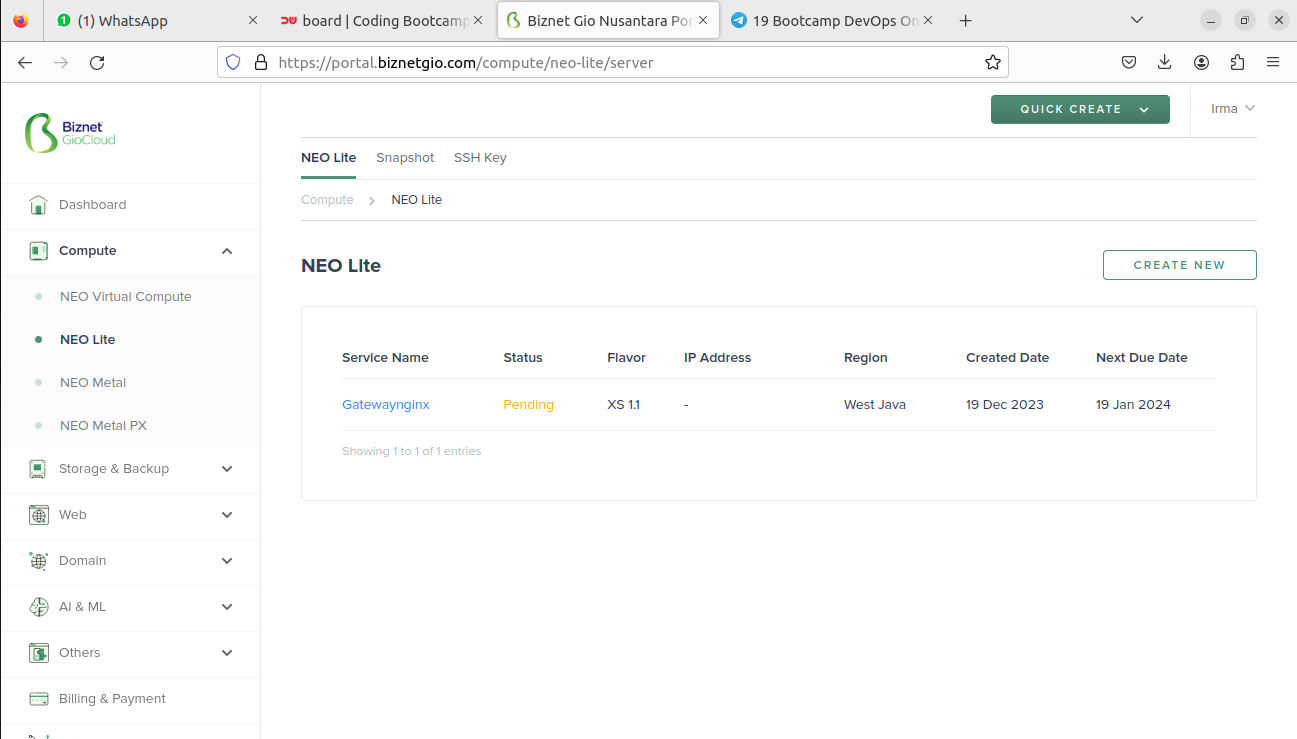 (1) WhatsApp
board | Coding Bootcamp
Biznet Gio Nusantara Por
19 Bootcamp DevOps On
https://portal.biznetgio.com/compute/neo-lite/server
Biznet
GioCloud
QUICK CREATE
Irma
NEO Lite Snapshot SSH Key
Compute > NEO Lite
Dashboard
Compute
NEO Virtual Compute
NEO Lite
NEO Metal
NEO Metal PX
Storage & Backup
Web
Domain
AI & ML
Others
Billing & Payment
NEO Lite
CREATE NEW
Service Name Status Flavor IP Address Region Created Date Next Due Date
Gatewaynginx Pending XS 1.1 - West Java 19 Dec 2023 19 Jan 2024
Showing 1 to 1 of 1 entries